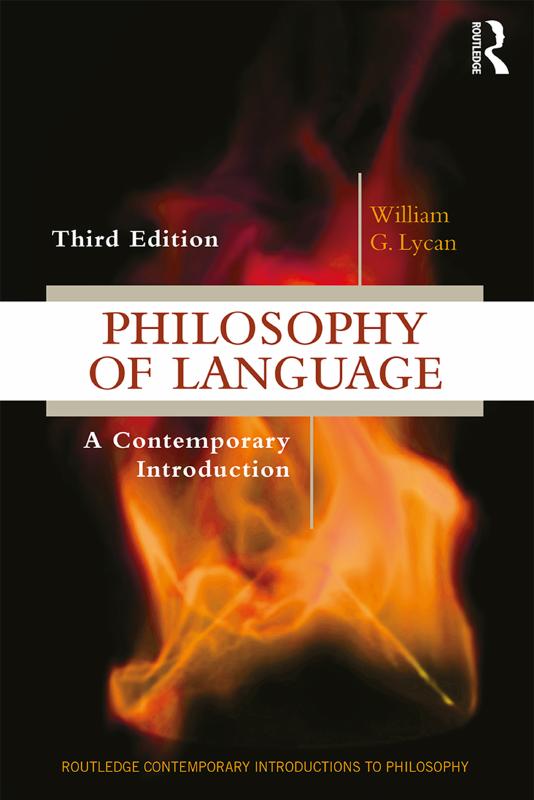 ROUTLEDGE
William
G. Lycan
Third Edition
PHILOSOPHY
OF LANGUAGE
A Contemporary
Introduction
ROUTLEDGE CONTEMPORARY INTRODUCTIONS TO PHILOSOPHY